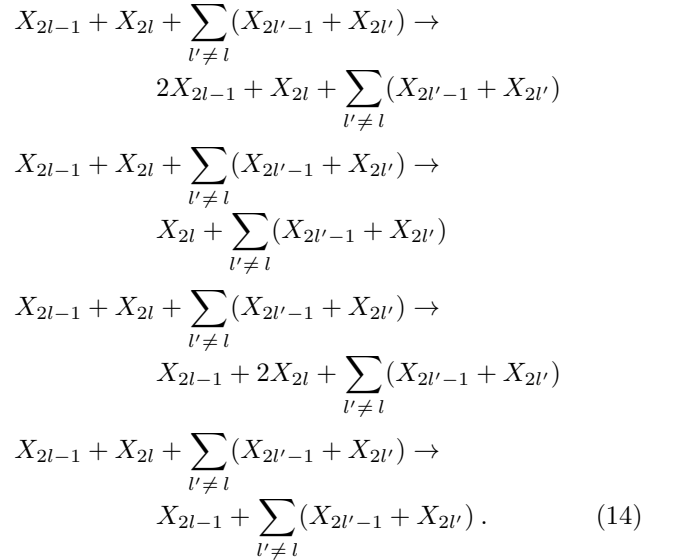 X_{2l-1} + X_{2l} + \sum_{l' \neq l} (X_{2l'-1} + X_{2l'}) \rightarrow
2X_{2l-1} + X_{2l} + \sum_{l' \neq l} (X_{2l'-1} + X_{2l'})
X_{2l-1} + X_{2l} + \sum_{l' \neq l} (X_{2l'-1} + X_{2l'}) \rightarrow
X_{2l} + \sum_{l' \neq l} (X_{2l'-1} + X_{2l'})
X_{2l-1} + X_{2l} + \sum_{l' \neq l} (X_{2l'-1} + X_{2l'}) \rightarrow
X_{2l-1} + 2X_{2l} + \sum_{l' \neq l} (X_{2l'-1} + X_{2l'})
X_{2l-1} + X_{2l} + \sum_{l' \neq l} (X_{2l'-1} + X_{2l'}) \rightarrow
X_{2l-1} + \sum_{l' \neq l} (X_{2l'-1} + X_{2l'}) . (14)